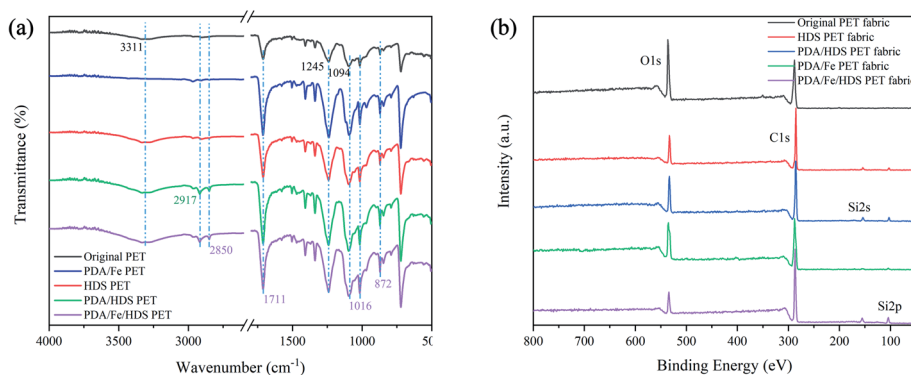 (a)
3311
1245
1094
2917
2850
1711
1016
872
Original PET
PDA/Fe PET
HDS PET
PDA/HDS PET
PDA/Fe/HDS PET
Transmittance (%)
4000
3000
1500
1000
500
Wavenumber (cm⁻¹)
(b)
Original PET fabric
HDS PET fabric
PDA/HDS PET fabric
PDA/Fe PET fabric
PDA/Fe/HDS PET fabric
O1s
C1s
Si2s
Si2p
Intensity (a.u.)
800
700
600
500
400
300
200
100
Binding Energy (eV)